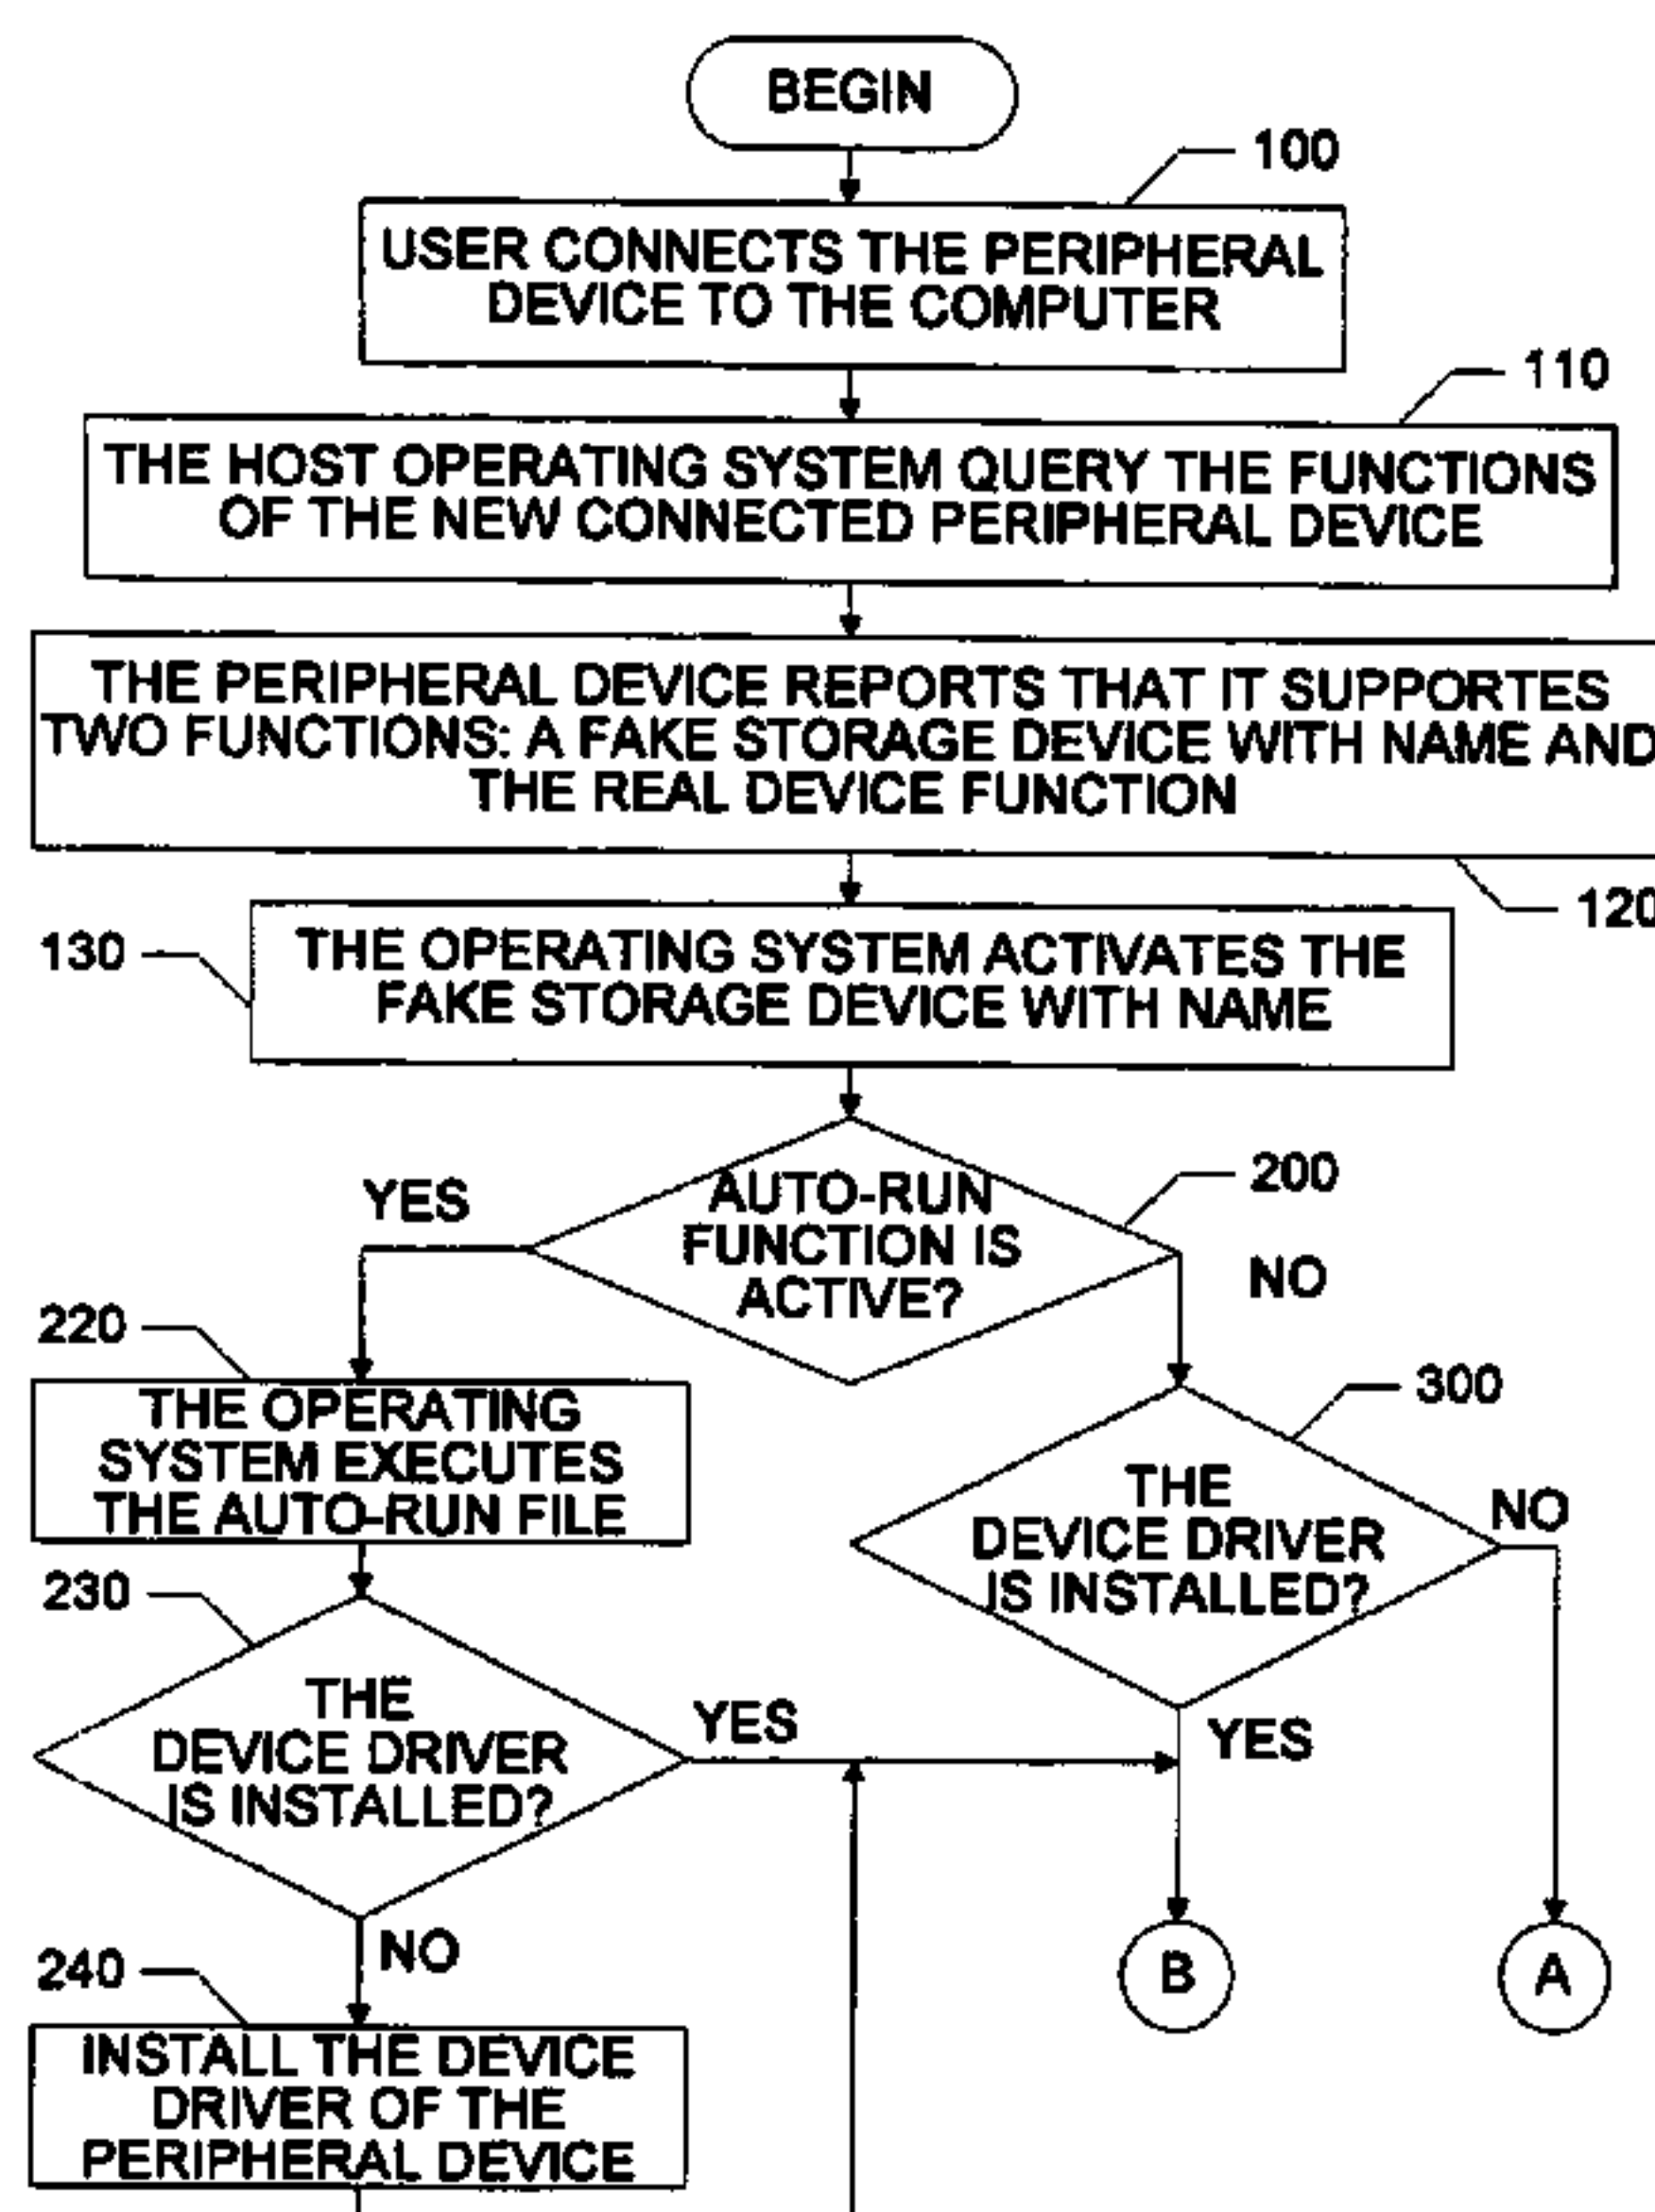 BEGIN
100
USER CONNECTS THE PERIPHERAL
DEVICE TO THE COMPUTER
110
THE HOST OPERATING SYSTEM QUERY THE FUNCTIONS
OF THE NEW CONNECTED PERIPHERAL DEVICE
THE PERIPHERAL DEVICE REPORTS THAT IT SUPPORTES
TWO FUNCTIONS: A FAKE STORAGE DEVICE WITH NAME AND
THE REAL DEVICE FUNCTION
120
130
THE OPERATING SYSTEM ACTIVATES THE
FAKE STORAGE DEVICE WITH NAME
200
YES
AUTO-RUN
FUNCTION IS
ACTIVE?
NO
220
THE OPERATING
SYSTEM EXECUTES
THE AUTO-RUN FILE
300
THE
DEVICE DRIVER
IS INSTALLED?
NO
230
THE
DEVICE DRIVER
IS INSTALLED?
YES
YES
NO
B
A
240
INSTALL THE DEVICE
DRIVER OF THE
PERIPHERAL DEVICE